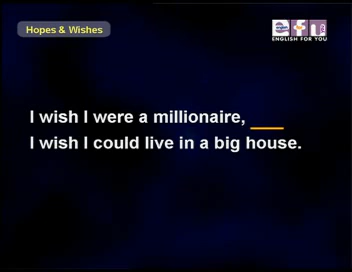 Hopes & Wishes
efu
ENGLISH FOR YOU
I wish I were a millionaire, ___
I wish I could live in a big house.